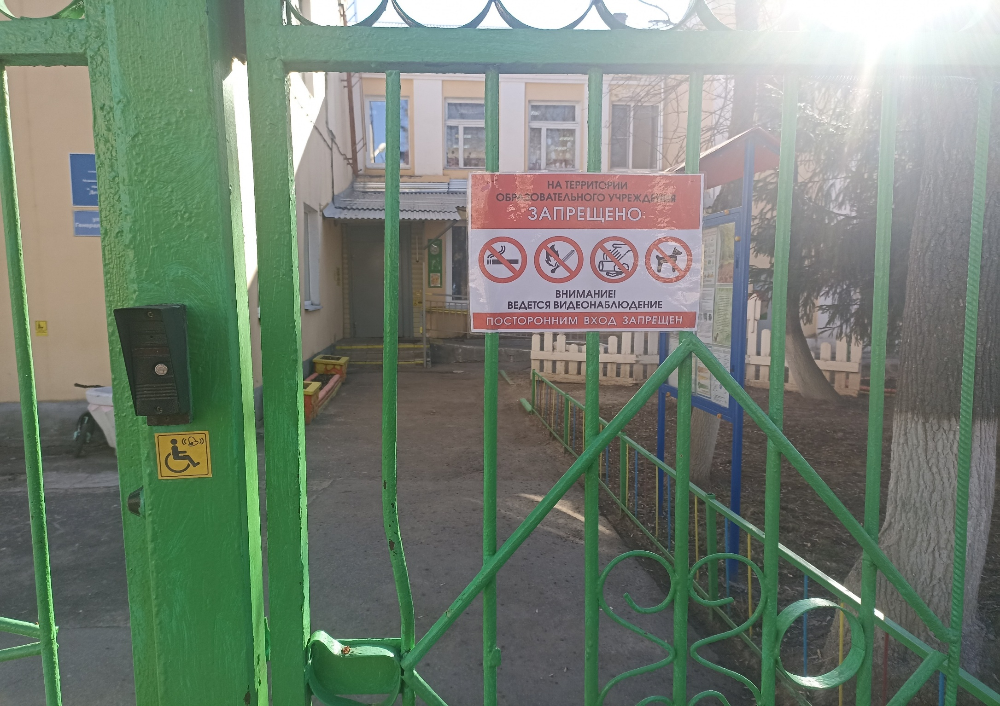 НА ТЕРРИТОРИИ
ОБРАЗОВАТЕЛЬНОГО УЧРЕЖДЕНИЯ
ЗАПРЕЩЕНО:
ВНИМАНИЕ!
ВЕДЕТСЯ ВИДЕОНАБЛЮДЕНИЕ
ПОСТОРОННИМ ВХОД ЗАПРЕЩЕН